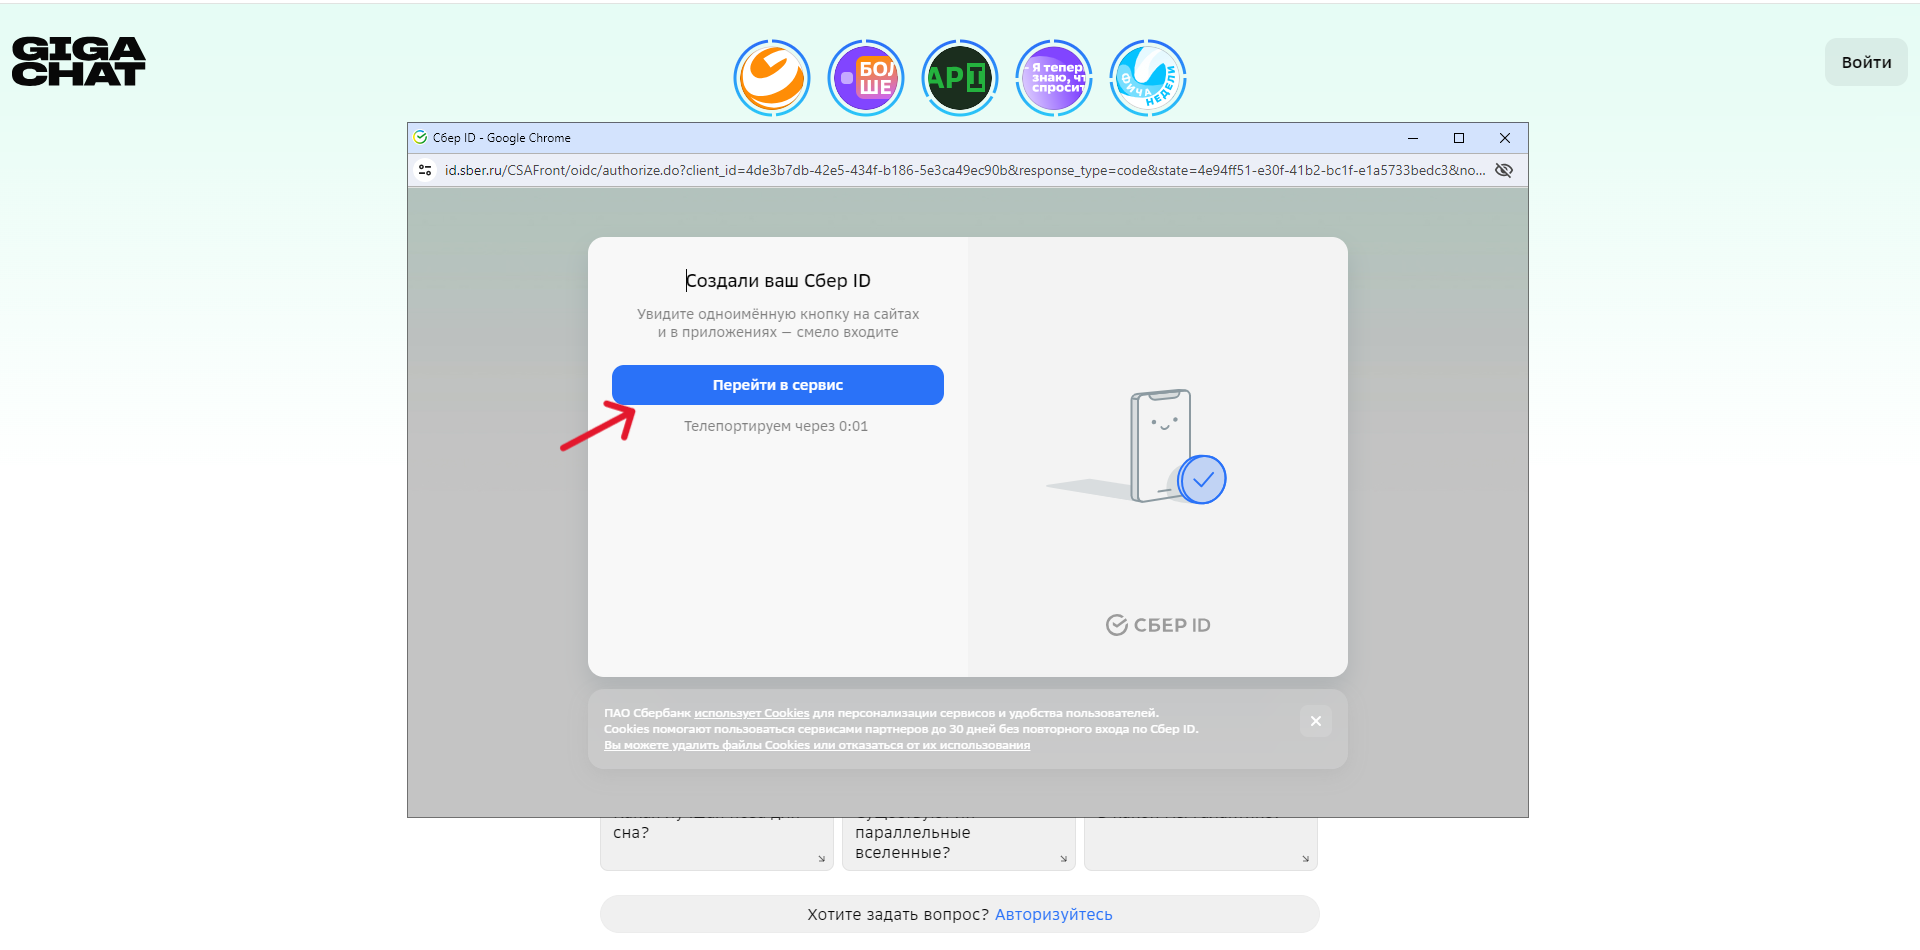 GIGA
CHAT
БОЛ
ШЕ
API
- Я тепер
знаю, чт
спросит
ФИЧА
НЕДЕЛИ
Войти
Сбер ID - Google Chrome
id.sber.ru/CSAFront/oidc/authorize.do?client_id=4de3b7db-42e5-434f-b186-5e3ca49ec90b&response_type=code&state=4e94ff51-e30f-41b2-bc1f-e1a5733bedc3&no...
Создали ваш Сбер ID
Увидите одноимённую кнопку на сайтах
и в приложениях — смело входите
Перейти в сервис
Телепортируем через 0:01
СБЕР ID
ПАО Сбербанк использует Cookies для персонализации сервисов и удобства пользователей.
Cookies помогают пользоваться сервисами партнеров до 30 дней без повторного входа по Сбер ID.
Вы можете удалить файлы Cookies или отказаться от их использования
сна?
параллельные
вселенные?
Хотите задать вопрос? Авторизуйтесь